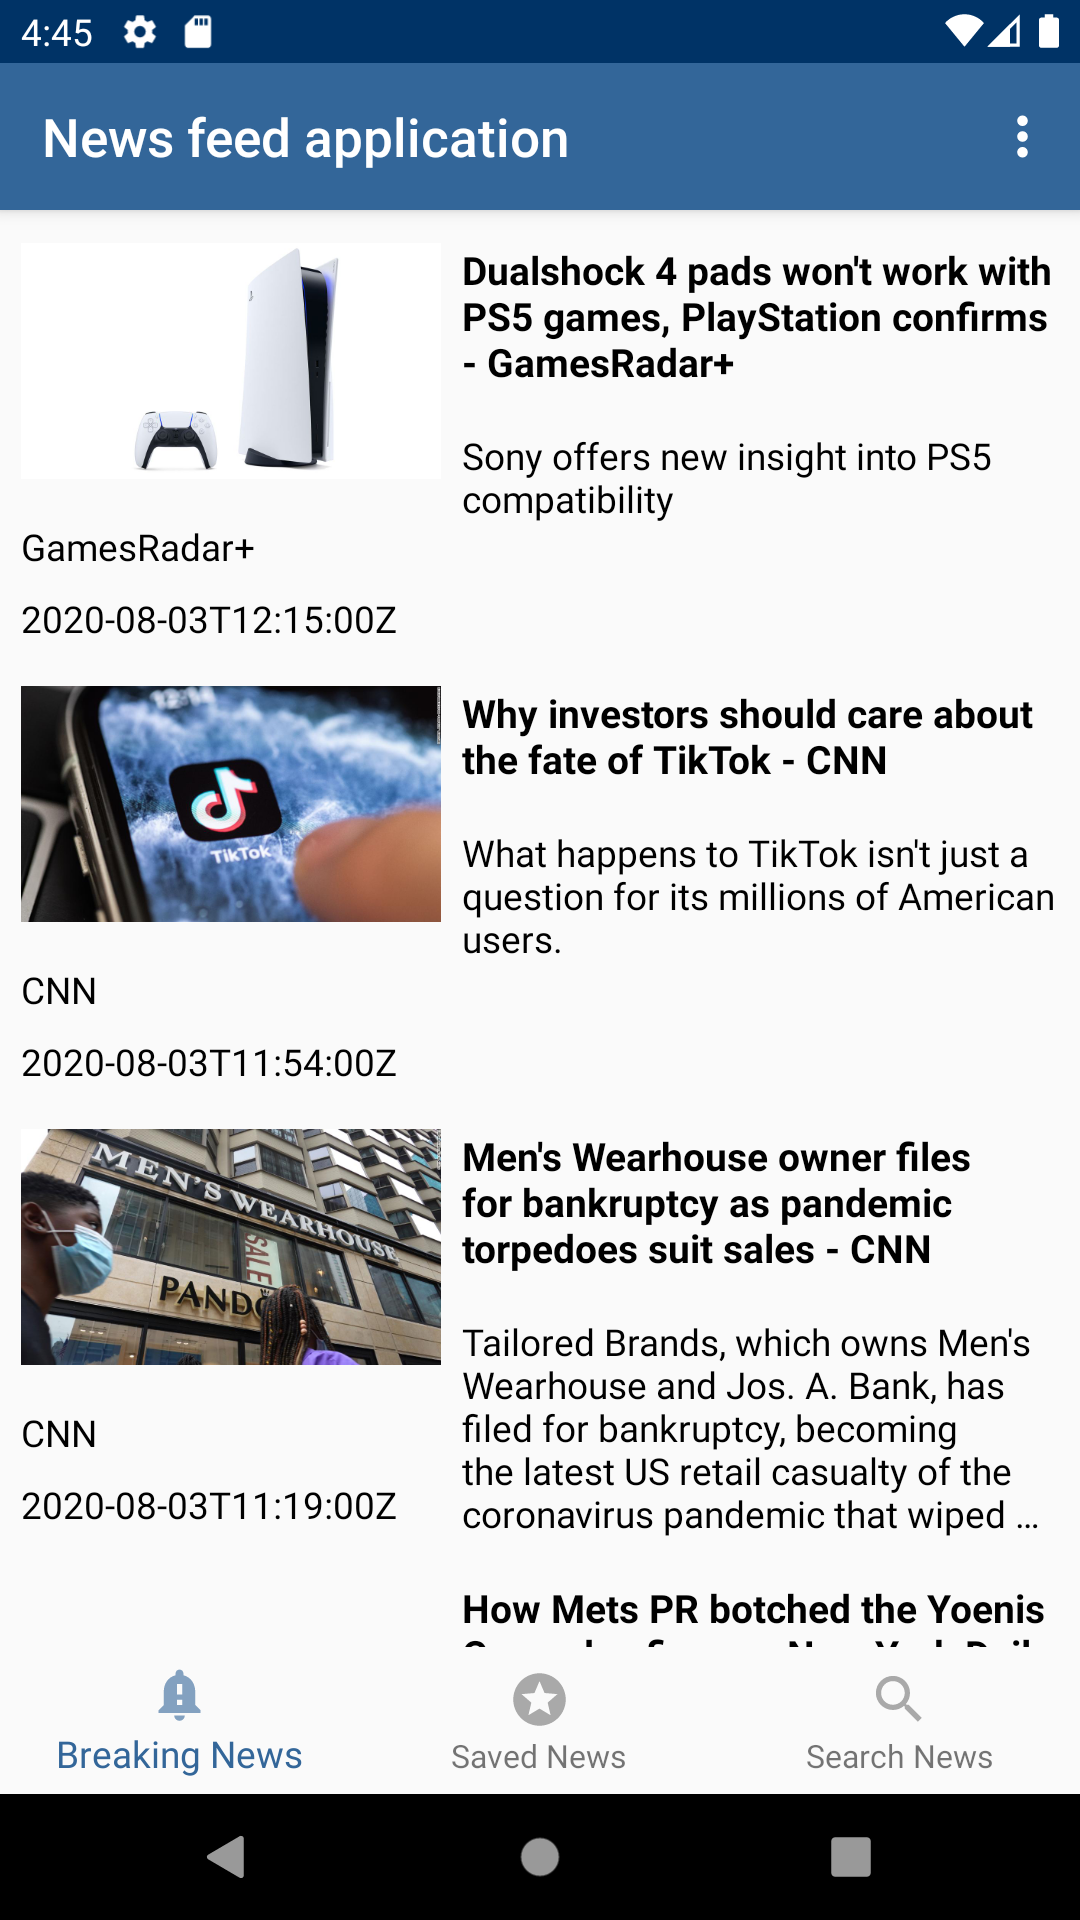 4:45
News feed application
Dualshock 4 pads won't work with
PS5 games, PlayStation confirms
- GamesRadar+
Sony offers new insight into PS5
compatibility
GamesRadar+
2020-08-03T12:15:00Z
12:14
TikTok
Why investors should care about
the fate of TikTok - CNN
What happens to TikTok isn't just a
question for its millions of American
users.
CNN
2020-08-03T11:54:00Z
MEN'S WEARHOUSE
SALE
Men's Wearhouse owner files
for bankruptcy as pandemic
torpedoes suit sales - CNN
Tailored Brands, which owns Men's
Wearhouse and Jos. A. Bank, has
filed for bankruptcy, becoming
the latest US retail casualty of the
coronavirus pandemic that wiped …
CNN
2020-08-03T11:19:00Z
How Mets PR botched the Yoenis
Breaking News
Saved News
Search News